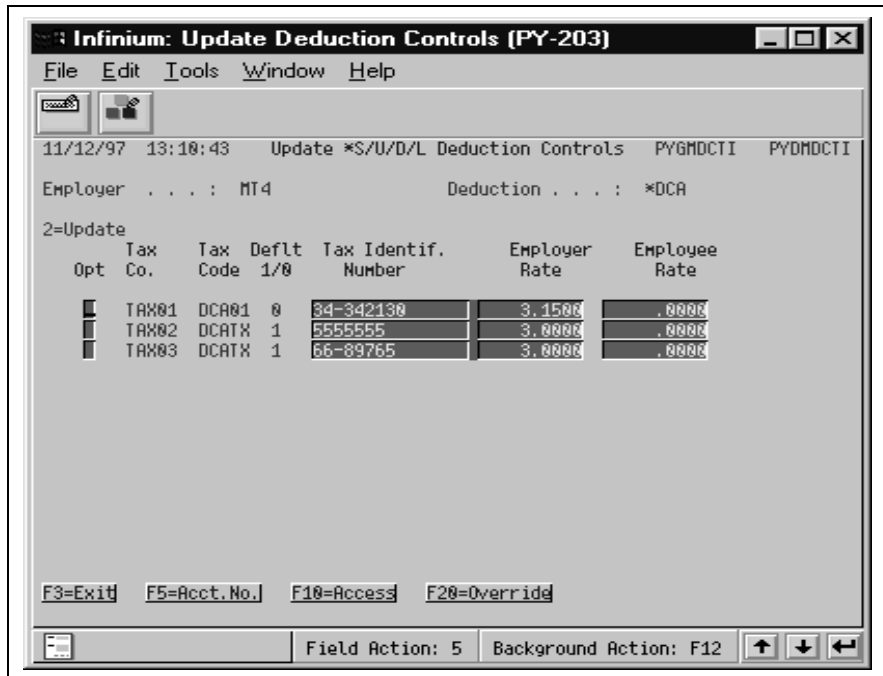 Infinium: Update Deduction Controls (PY-203)
File Edit Tools Window Help
11/12/97 13:10:43 Update *S/U/D/L Deduction Controls PYGMDCTI PYDMDCTI
Employer . . . : MT4 Deduction . . . : *DCA
2=Update
Tax Tax Deflt Tax Identif. Employer Employee
Opt Co. Code 1/0 Number Rate Rate
TAX01 DCA01 0 34-342130 3.1500 .0000
TAX02 DCATX 1 5555555 3.0000 .0000
TAX03 DCATX 1 66-89765 3.0000 .0000
F3=Exit F5=Acct.No. F10=Access F20=Override
Field Action: 5 Background Action: F12